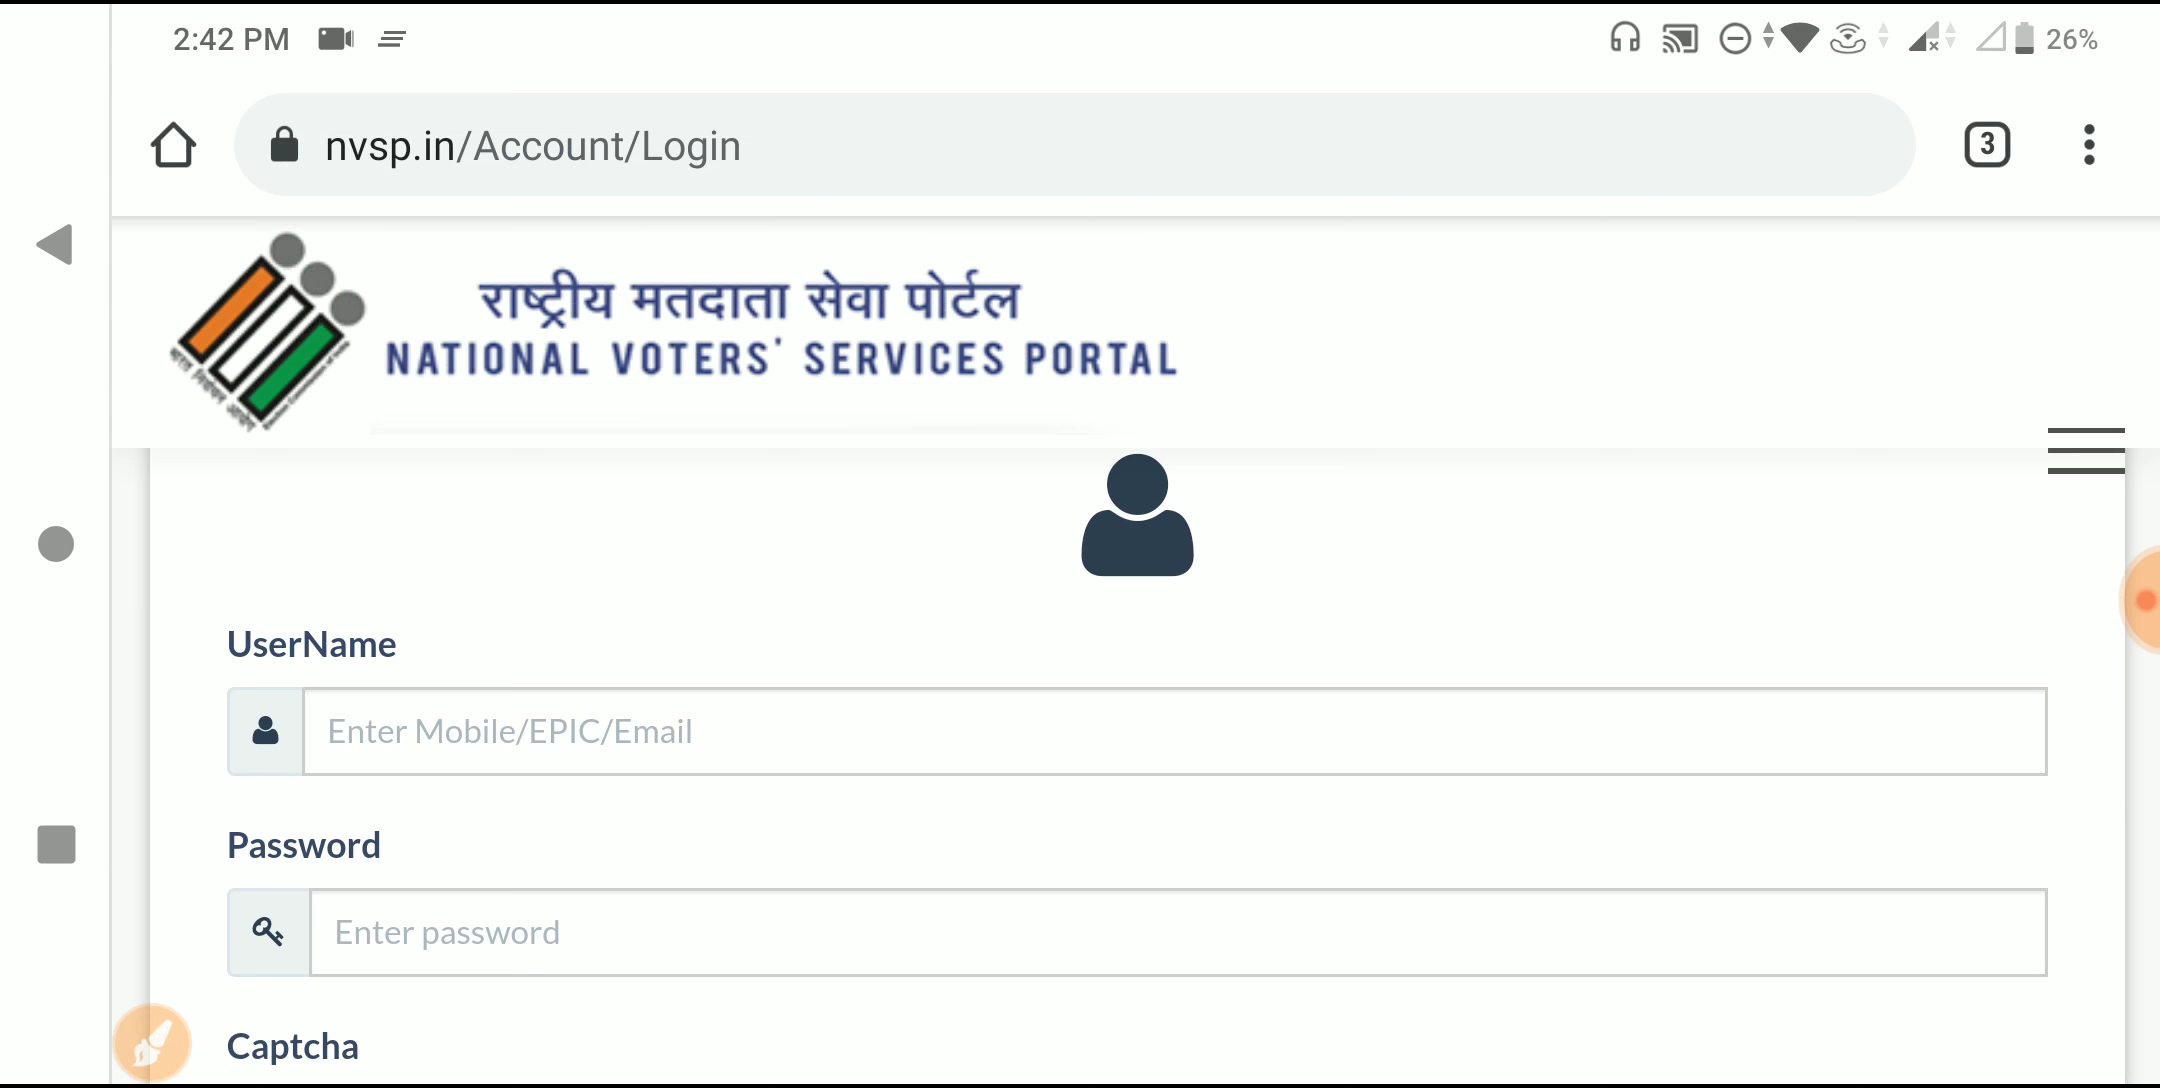 2:42 PM
26%
nvsp.in/Account/Login
3
राष्ट्रीय मतदाता सेवा पोर्टल
NATIONAL VOTERS' SERVICES PORTAL
UserName
Enter Mobile/EPIC/Email
Password
Enter password
Captcha